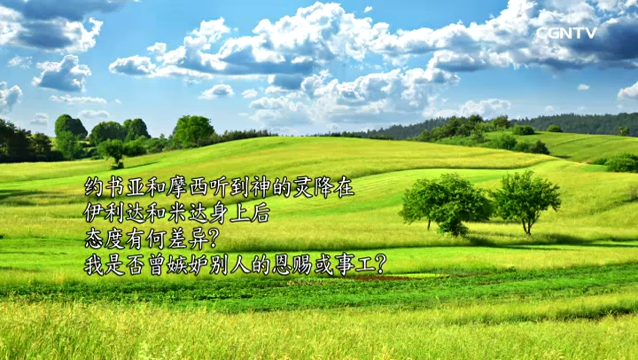 CGNTV
约书亚和摩西听到神的灵降在
伊利达和米达身上后
态度有何差异?
我是否曾嫉妒别人的恩赐或事工?